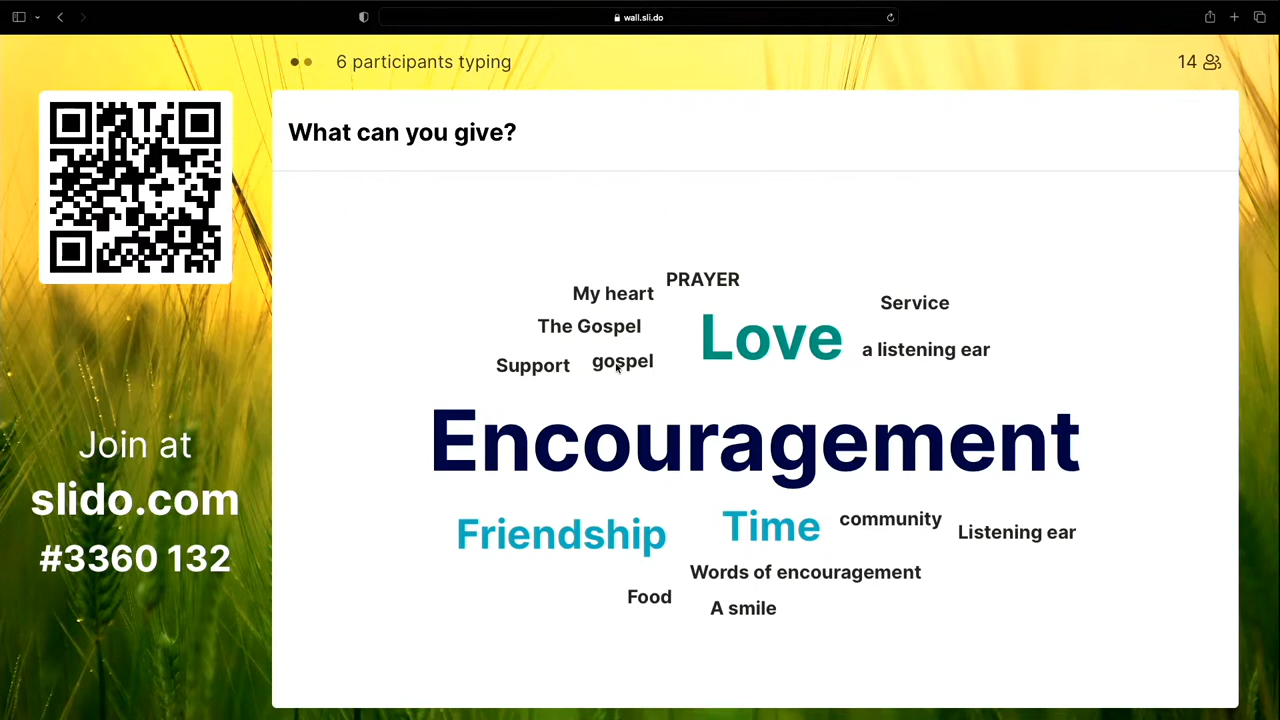 wall.sli.do
6 participants typing
14
What can you give?
PRAYER
My heart
Service
The Gospel
Love
a listening ear
Support
gospel
Encouragement
Friendship
Time
community
Listening ear
Words of encouragement
Food
A smile
Join at
slido.com
#3360 132